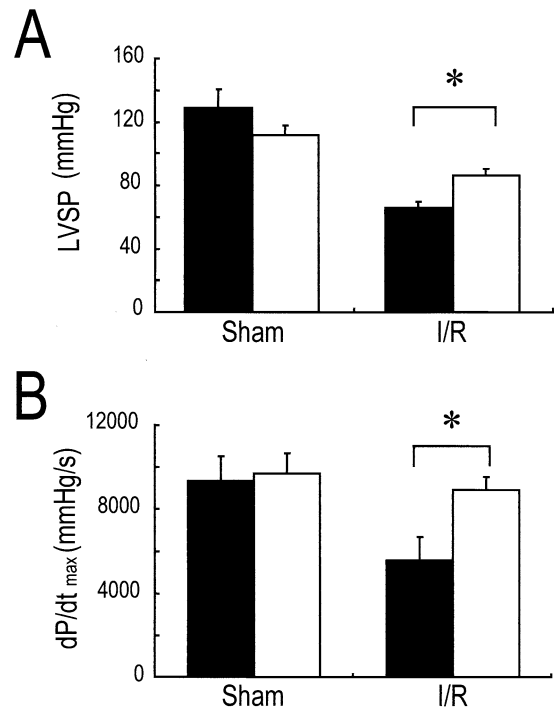 A
LVSP (mmHg)
160
120
80
40
0
*
Sham I/R
B
dP/dt max (mmHg/s)
12000
8000
4000
0
*
Sham I/R